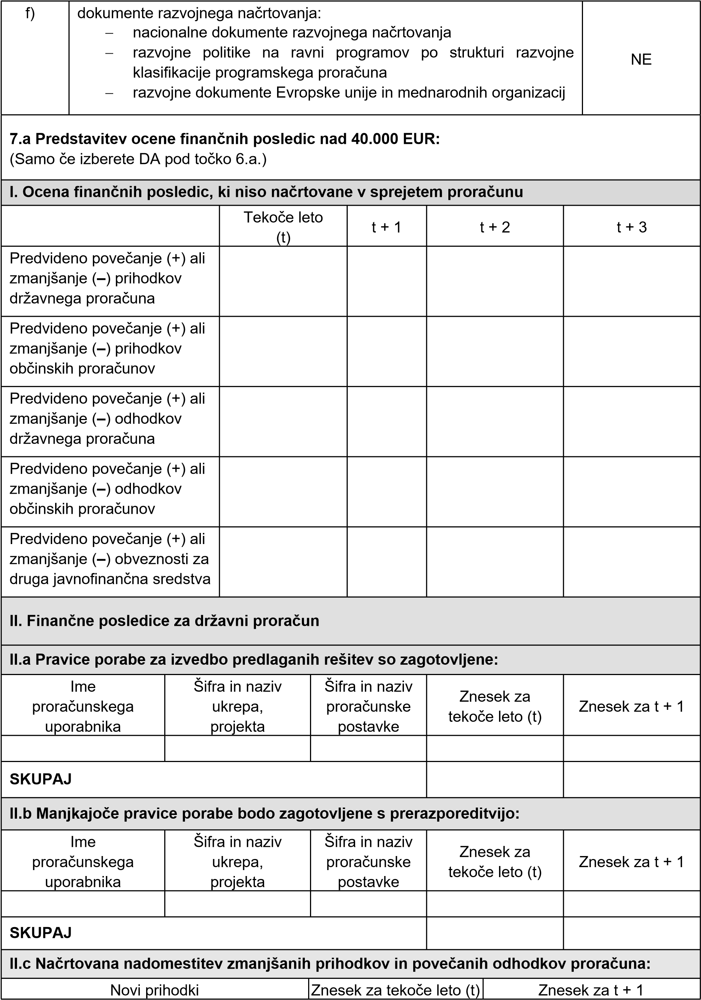 f)
dokumente razvojnega načrtovanja:
– nacionalne dokumente razvojnega načrtovanja
– razvojne politike na ravni programov po strukturi razvojne
klasifikacije programskega proračuna
– razvojne dokumente Evropske unije in mednarodnih organizacij
NE
7.a Predstavitev ocene finančnih posledic nad 40.000 EUR:
(Samo če izberete DA pod točko 6.a.)
I. Ocena finančnih posledic, ki niso načrtovane v sprejetem proračunu
Tekoče leto
(t)
t + 1
t + 2
t + 3
Predvideno povečanje (+) ali
zmanjšanje (–) prihodkov
državnega proračuna
Predvideno povečanje (+) ali
zmanjšanje (–) prihodkov
občinskih proračunov
Predvideno povečanje (+) ali
zmanjšanje (–) odhodkov
državnega proračuna
Predvideno povečanje (+) ali
zmanjšanje (–) odhodkov
občinskih proračunov
Predvideno povečanje (+) ali
zmanjšanje (–) obveznosti za
druga javnofinančna sredstva
II. Finančne posledice za državni proračun
II.a Pravice porabe za izvedbo predlaganih rešitev so zagotovljene:
Ime
proračunskega
uporabnika
Šifra in naziv
ukrepa,
projekta
Šifra in naziv
proračunske
postavke
Znesek za
tekoče leto (t)
Znesek za t + 1
SKUPAJ
II.b Manjkajoče pravice porabe bodo zagotovljene s prerazporeditvijo:
Ime
proračunskega
uporabnika
Šifra in naziv
ukrepa,
projekta
Šifra in naziv
proračunske
postavke
Znesek za
tekoče leto (t)
Znesek za t + 1
SKUPAJ
II.c Načrtovana nadomestitev zmanjšanih prihodkov in povečanih odhodkov proračuna:
Novi prihodki
Znesek za tekoče leto (t)
Znesek za t + 1